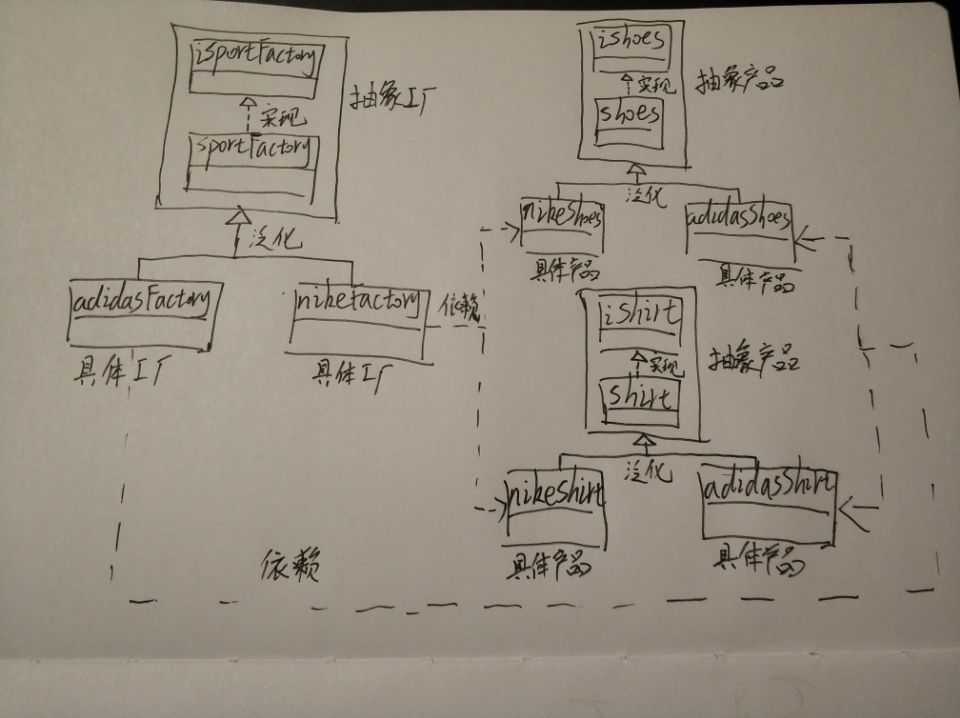 isportFactory
实现
sportFactory
抽象工厂
泛化
adidasFactory
具体工厂
nikefactory
具体工厂
依赖
依赖
ishoes
实现
shoes
抽象产品
泛化
nikeShoes
具体产品
adidasShoes
具体产品
ishirt
实现
shirt
抽象产品
泛化
nikeShirt
具体产品
adidasShirt
具体产品